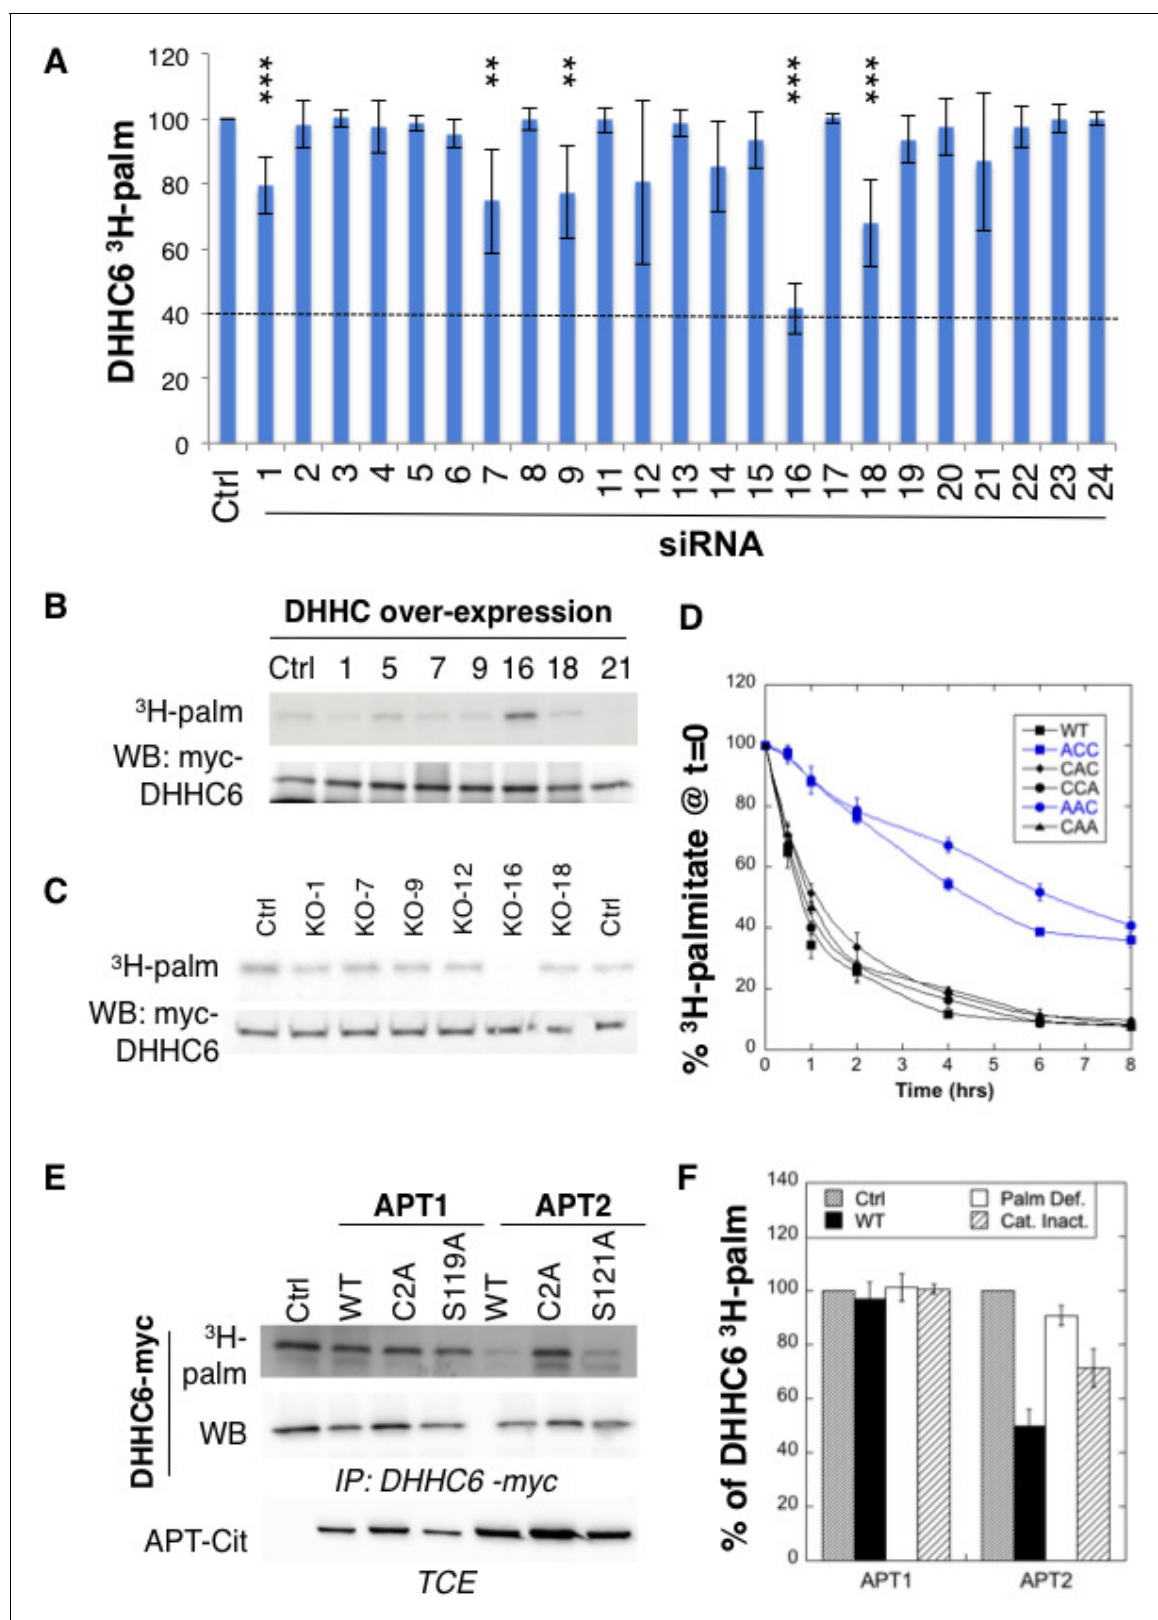 A
DHHC6 ³H-palm
120
100
80
60
40
20
0
***
**
**
***
***
Ctrl 1 2 3 4 5 6 7 8 9 11 12 13 14 15 16 17 18 19 20 21 22 23 24
siRNA
B
DHHC over-expression
Ctrl 1 5 7 9 16 18 21
³H-palm
WB: myc-
DHHC6
C
Ctrl KO-1 KO-7 KO-9 KO-12 KO-16 KO-18 Ctrl
³H-palm
WB: myc-
DHHC6
D
% ³H-palmitate @ t=0
120
100
80
60
40
20
0
WT
ACC
CAC
CCA
AAC
CAA
0 1 2 3 4 5 6 7 8
Time (hrs)
E
APT1 APT2
Ctrl WT C2A S119A WT C2A S121A
DHHC6-myc
³H-
palm
WB
IP: DHHC6 -myc
APT-Cit
TCE
F
% of DHHC6 ³H-palm
140
120
100
80
60
40
20
0
Ctrl Palm Def.
WT Cat. Inact.
APT1 APT2